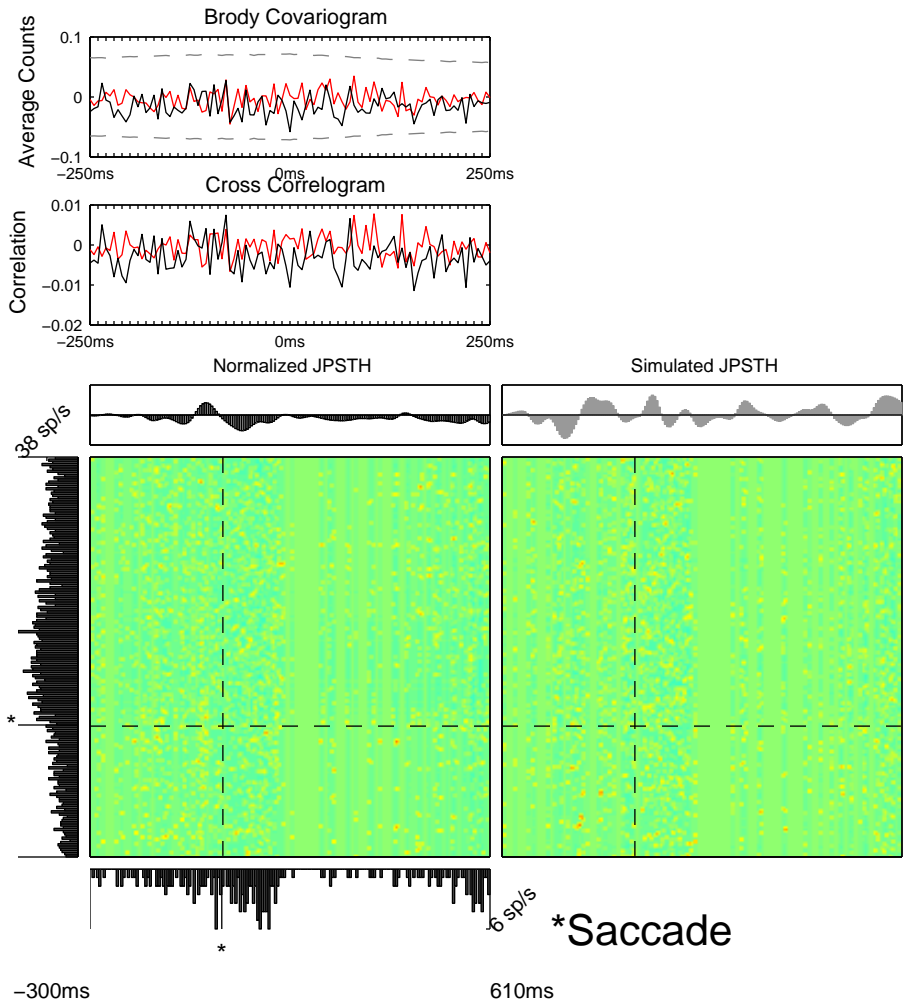 Brody Covariogram
Average Counts
0.1
0
−0.1
−250ms
0ms
250ms
Cross Correlogram
Correlation
0.01
0
−0.01
−0.02
−250ms
0ms
250ms
Normalized JPSTH
Simulated JPSTH
38 sp/s
*
*
6 sp/s
*Saccade
−300ms
610ms